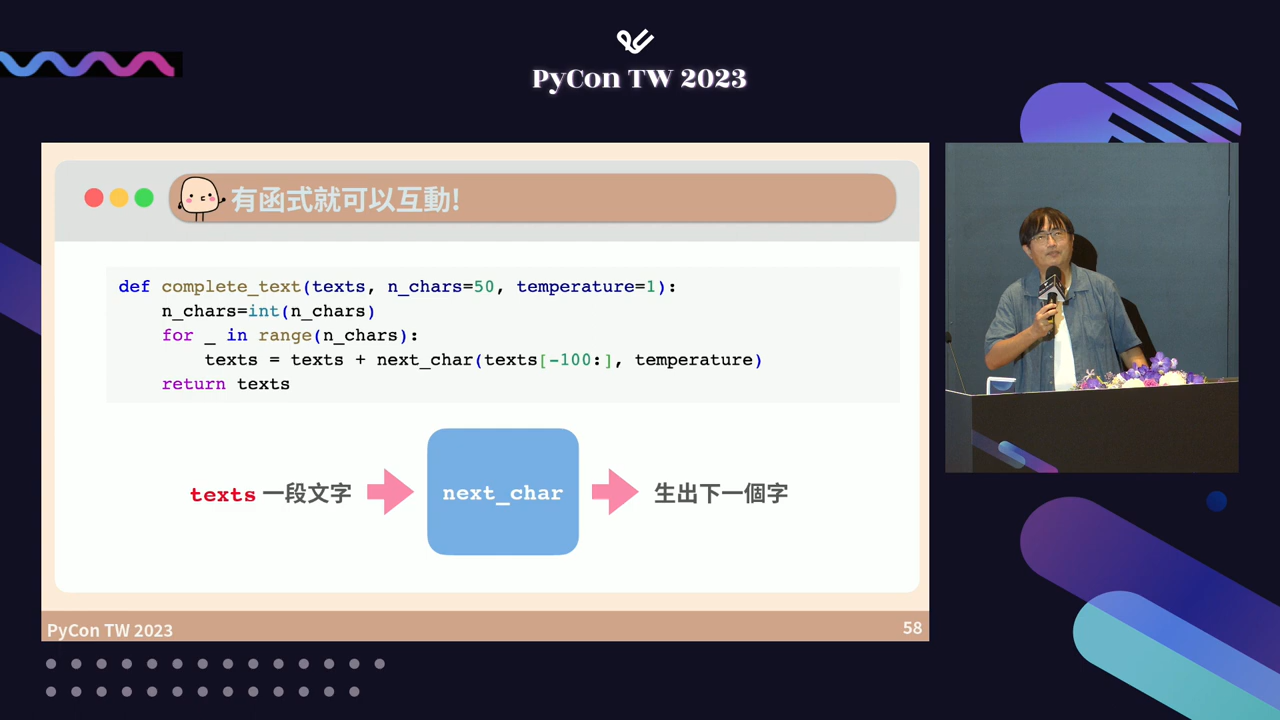 PyCon TW 2023
有函式就可以互動!
def complete_text(texts, n_chars=50, temperature=1):
    n_chars=int(n_chars)
    for _ in range(n_chars):
        texts = texts + next_char(texts[-100:], temperature)
    return texts
texts 一段文字
next_char
生出下一個字
PyCon TW 2023
58